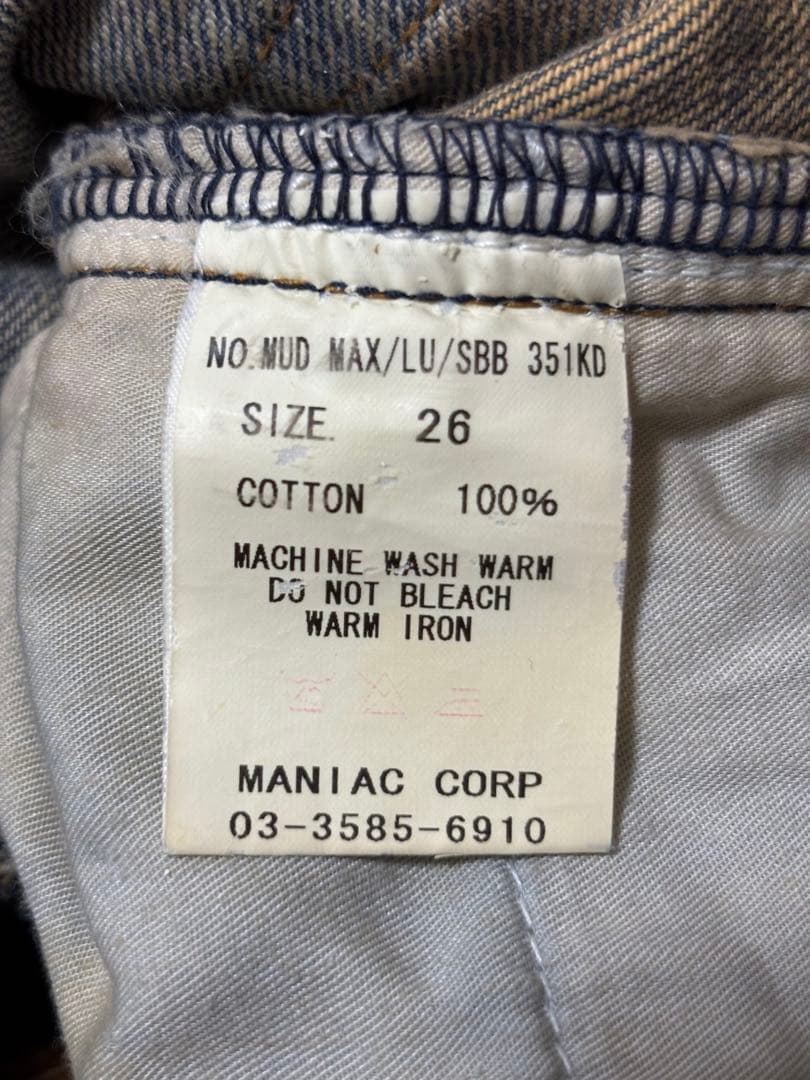 NO.MUD MAX/LU/SBB 351KD
SIZE. 26
COTTON 100%
MACHINE WASH WARM
DO NOT BLEACH
WARM IRON
MANIAC CORP
03-3585-6910